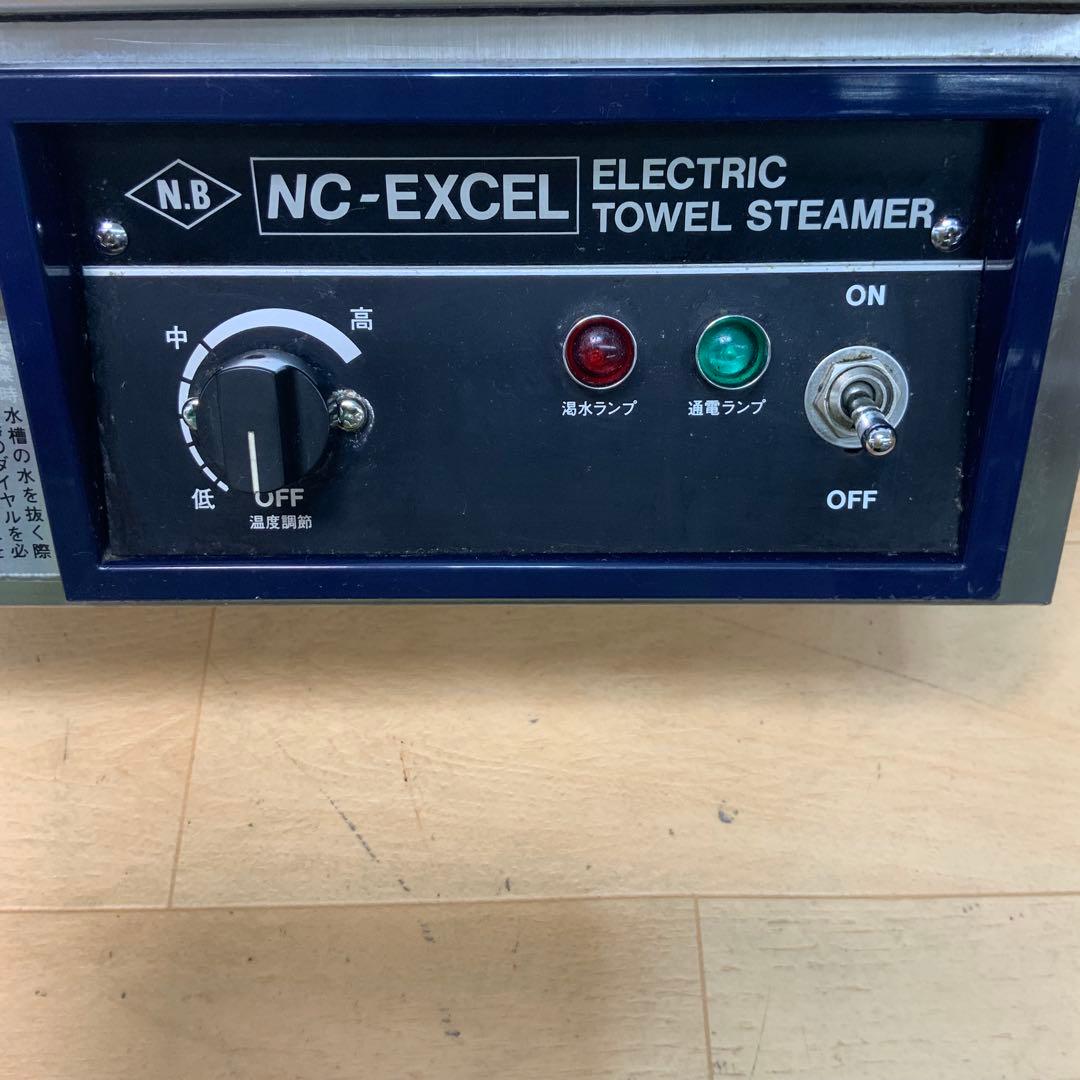 N.B
NC-EXCEL
ELECTRIC
TOWEL STEAMER
中
高
低
OFF
温度調節
渇水ランプ
通電ランプ
ON
OFF
水を抜く際
水槽の
ダイヤルを必